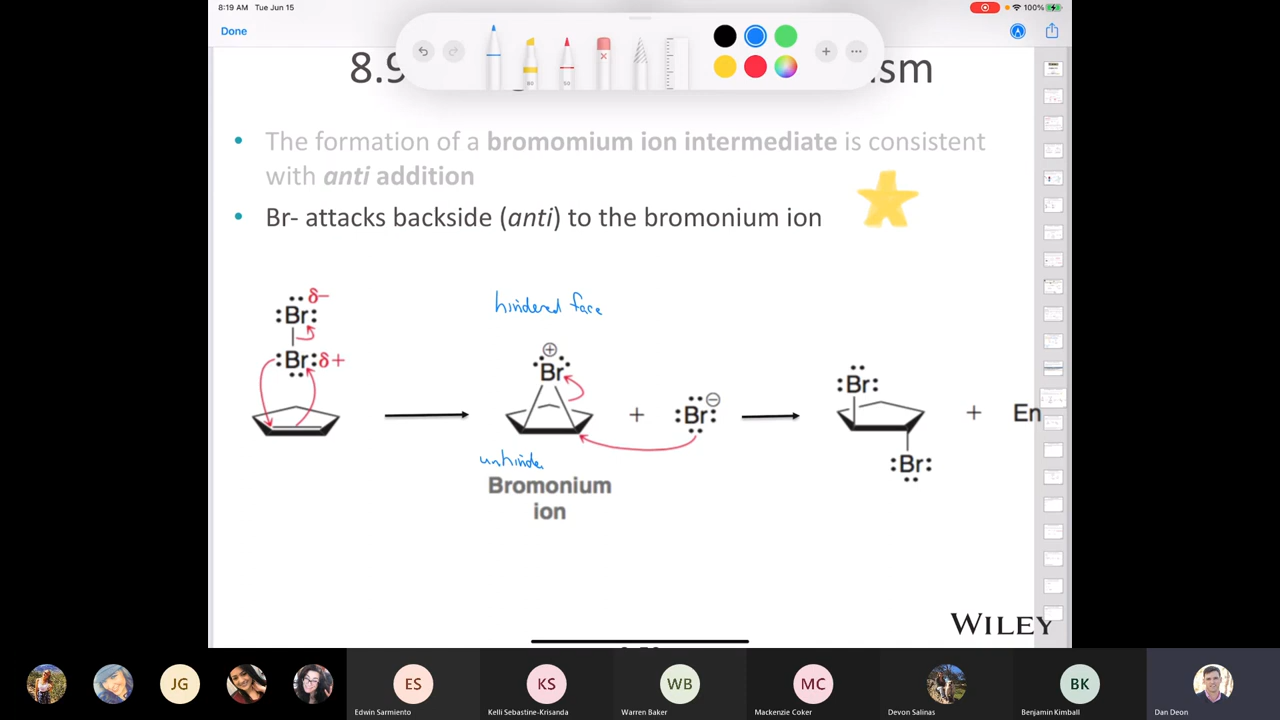 8:19 AM Tue Jun 15
100%
Done
8.9
sm
• The formation of a bromomium ion intermediate is consistent
with anti addition
• Br- attacks backside (anti) to the bromonium ion
hindered face
:Br: δ−
:Br: δ+
⊕
Br
+
:Br: ⊖
:Br:
+
En
:Br:
unhinde
Bromonium
ion
WILEY
JG
ES
KS
WB
MC
BK
Edwin Sarmiento
Kelli Sebastine-Krisanda
Warren Baker
Mackenzie Coker
Devon Salinas
Benjamin Kimball
Dan Deon